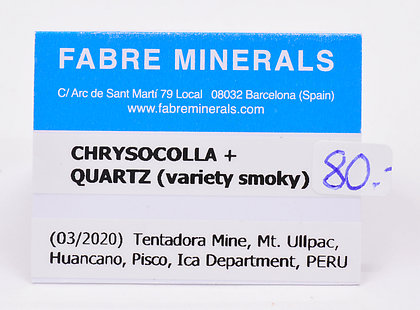 FABRE MINERALS
C/ Arc de Sant Martí 79 Local 08032 Barcelona (Spain)
www.fabreminerals.com
CHRYSOCOLLA +
QUARTZ (variety smoky) 80.-
(03/2020) Tentadora Mine, Mt. Ullpac,
Huancano, Pisco, Ica Department, PERU